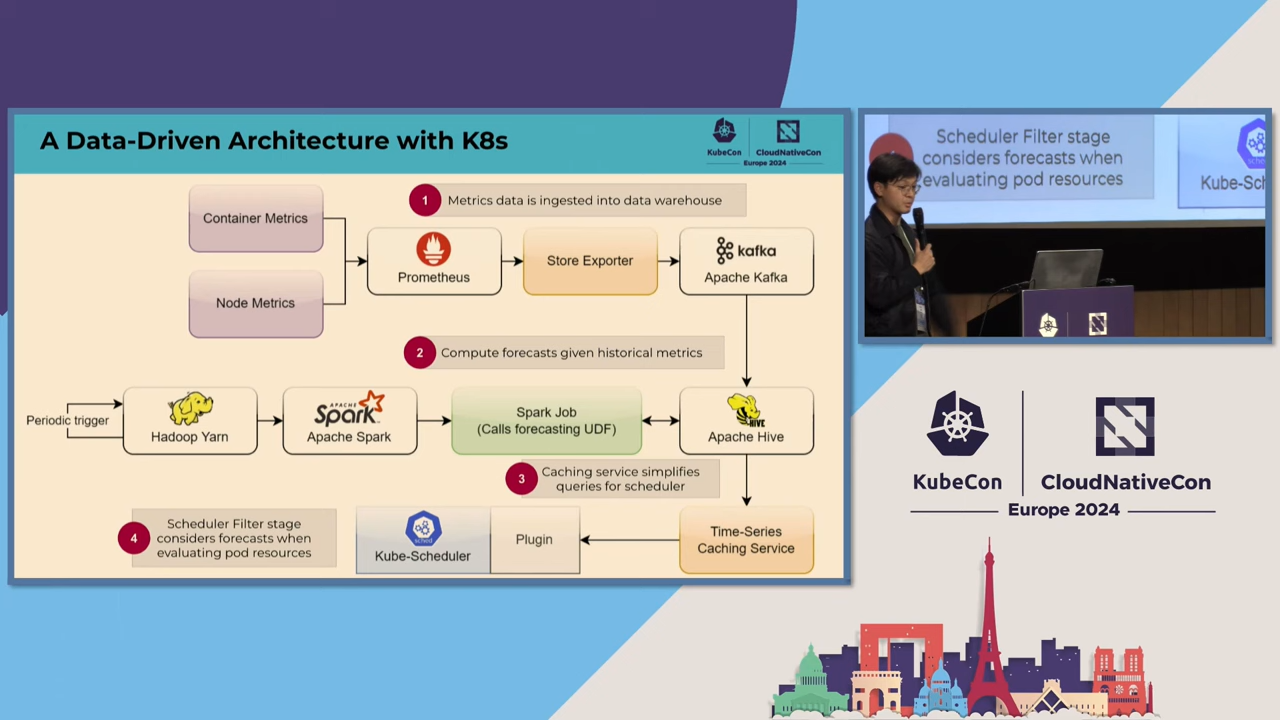 A Data-Driven Architecture with K8s
KubeCon
CloudNativeCon
Europe 2024
Container Metrics
Node Metrics
1
Metrics data is ingested into data warehouse
Prometheus
Store Exporter
kafka
Apache Kafka
2
Compute forecasts given historical metrics
Periodic trigger
Hadoop Yarn
APACHE
Spark
Apache Spark
Spark Job
(Calls forecasting UDF)
HIVE
Apache Hive
3
Caching service simplifies
queries for scheduler
4
Scheduler Filter stage
considers forecasts when
evaluating pod resources
sched
Kube-Scheduler
Plugin
Time-Series
Caching Service
Scheduler Filter stage
considers forecasts when
evaluating pod resources
Kube-Sch
KubeCon
CloudNativeCon
Europe 2024